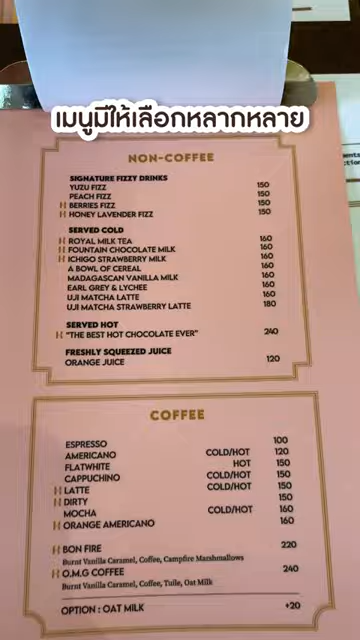 เมนูมีให้เลือกหลากหลาย
NON-COFFEE
SIGNATURE FIZZY DRINKS
YUZU FIZZ 150
PEACH FIZZ 150
BERRIES FIZZ 150
HONEY LAVENDER FIZZ 150
SERVED COLD
ROYAL MILK TEA 160
FOUNTAIN CHOCOLATE MILK 160
ICHIGO STRAWBERRY MILK 160
A BOWL OF CEREAL 160
MADAGASCAN VANILLA MILK 160
EARL GREY & LYCHEE 160
UJI MATCHA LATTE 160
UJI MATCHA STRAWBERRY LATTE 180
SERVED HOT
"THE BEST HOT CHOCOLATE EVER" 240
FRESHLY SQUEEZED JUICE
ORANGE JUICE 120
COFFEE
ESPRESSO 100
AMERICANO COLD/HOT 120
FLATWHITE HOT 150
CAPPUCHINO COLD/HOT 150
LATTE COLD/HOT 150
DIRTY 150
MOCHA COLD/HOT 160
ORANGE AMERICANO 160
BON FIRE 220
Burnt Vanilla Caramel, Coffee, Campfire Marshmallows
O.M.G COFFEE 240
Burnt Vanilla Caramel, Coffee, Tuile, Oat Milk
OPTION : OAT MILK +20